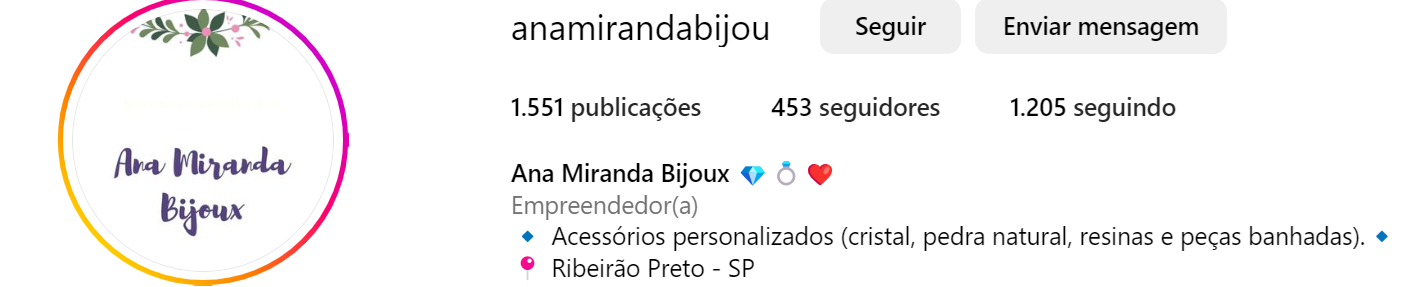 anamirandabijou Seguir Enviar mensagem
1.551 publicações 453 seguidores 1.205 seguindo
Ana Miranda
Bijoux
Ana Miranda Bijoux 💎 💍 ❤️
Empreendedor(a)
🔹 Acessórios personalizados (cristal, pedra natural, resinas e peças banhadas). 🔹
📍 Ribeirão Preto - SP